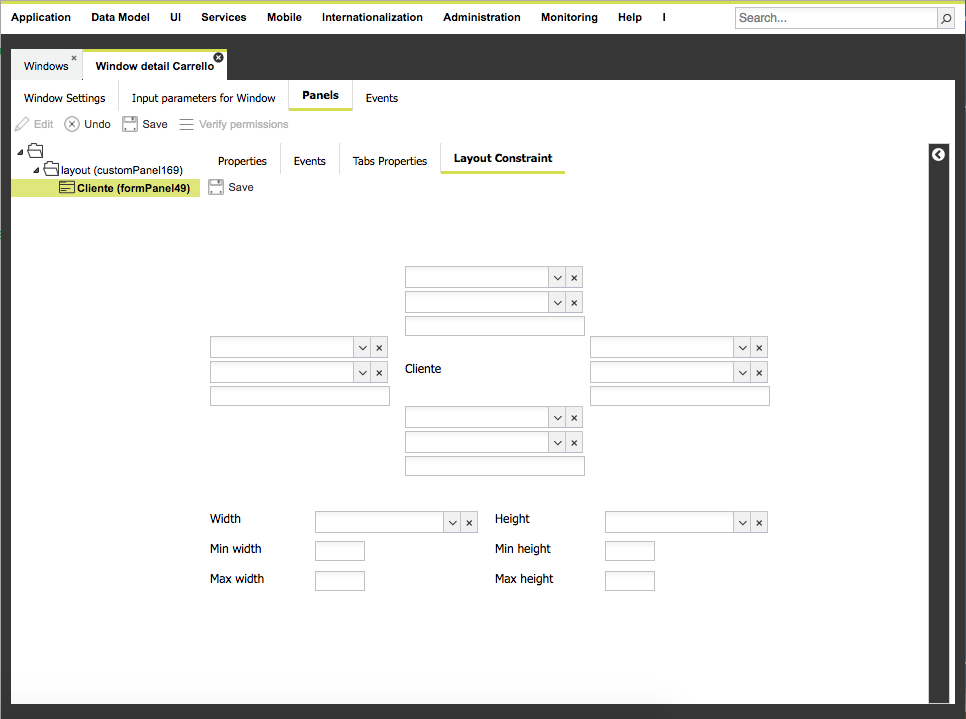 Application Data Model UI Services Mobile Internationalization Administration Monitoring Help I Search...
Windows Window detail Carrello
Window Settings Input parameters for Window Panels Events
Edit Undo Save Verify permissions
Properties Events Tabs Properties Layout Constraint
layout (customPanel169)
Cliente (formPanel49) Save
Cliente
Width Height
Min width Min height
Max width Max height